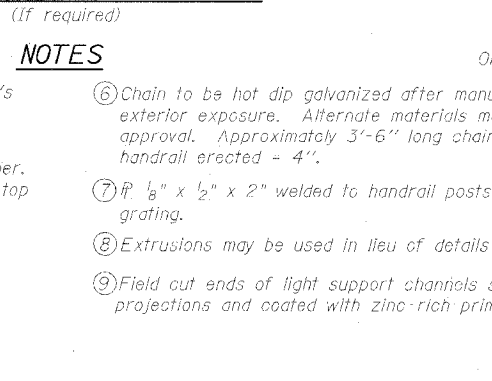 (If required)
NOTES
⑥ Chain to be hot dip galvanized after manu
exterior exposure. Alternate materials m
approval. Approximately 3'-6" long chain
handrail erected = 4".
⑦ ℙ 1/8" x 1/2" x 2" welded to handrail posts
grating.
⑧ Extrusions may be used in lieu of details
⑨ Field cut ends of light support channels s
projections and coated with zinc-rich prim
's
er.
top